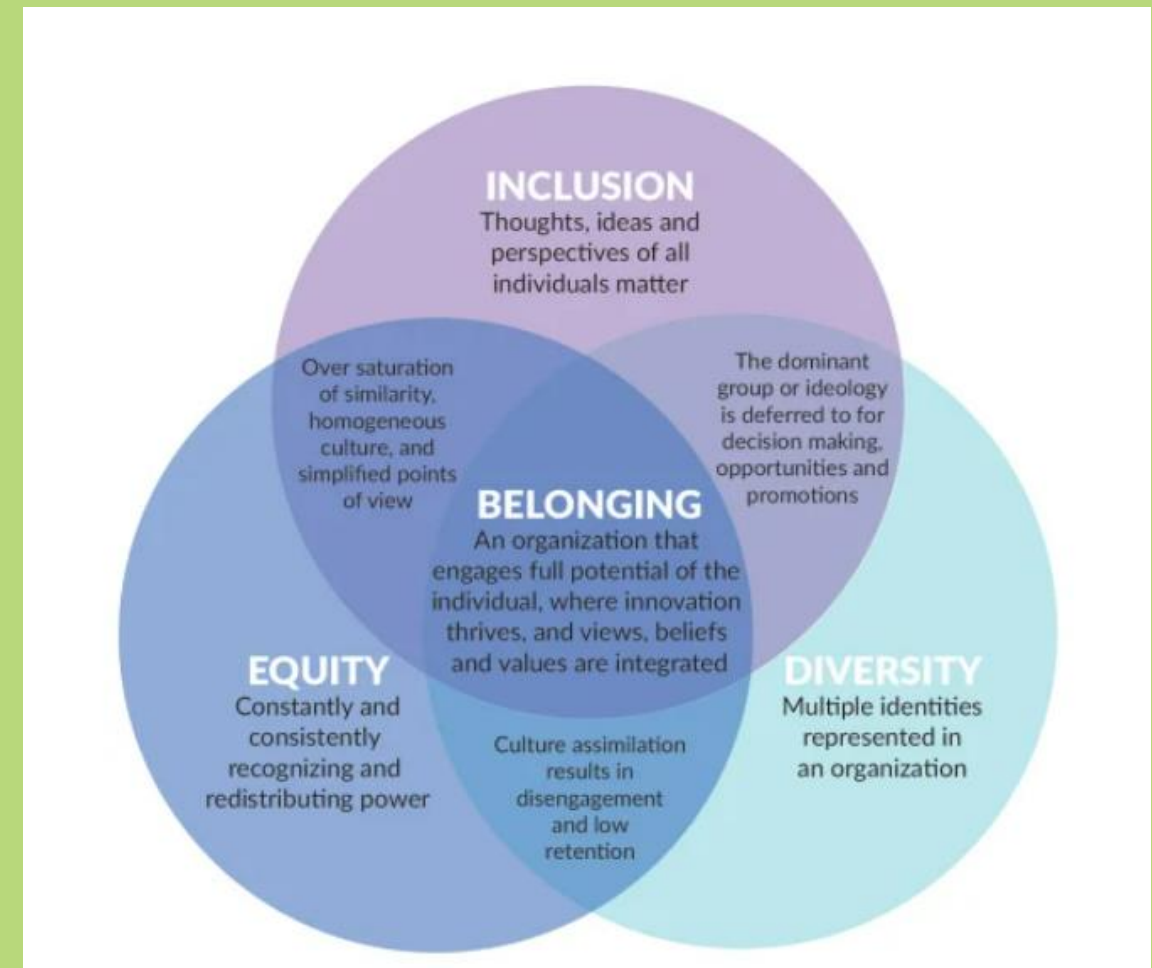 INCLUSION
Thoughts, ideas and
perspectives of all
individuals matter
Over saturation
of similarity,
homogeneous
culture, and
simplified points
of view
The dominant
group or ideology
is deferred to for
decision making,
opportunities and
promotions
BELONGING
An organization that
engages full potential of the
individual, where innovation
thrives, and views, beliefs
and values are integrated
EQUITY
Constantly and
consistently
recognizing and
redistributing power
DIVERSITY
Multiple identities
represented in
an organization
Culture assimilation
results in
disengagement
and low
retention